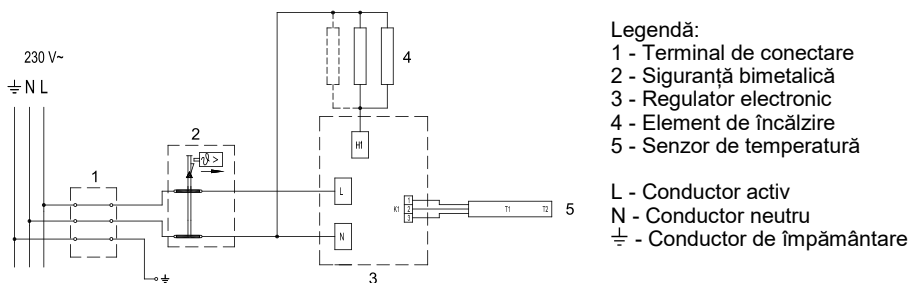 230 V~
N L
1
2
ϑ >
4
H1
L
N
K1
1
2
3
T1 T2
5
3
Legendă:
1 - Terminal de conectare
2 - Siguranță bimetalică
3 - Regulator electronic
4 - Element de încălzire
5 - Senzor de temperatură
L - Conductor activ
N - Conductor neutru
⏚ - Conductor de împământare